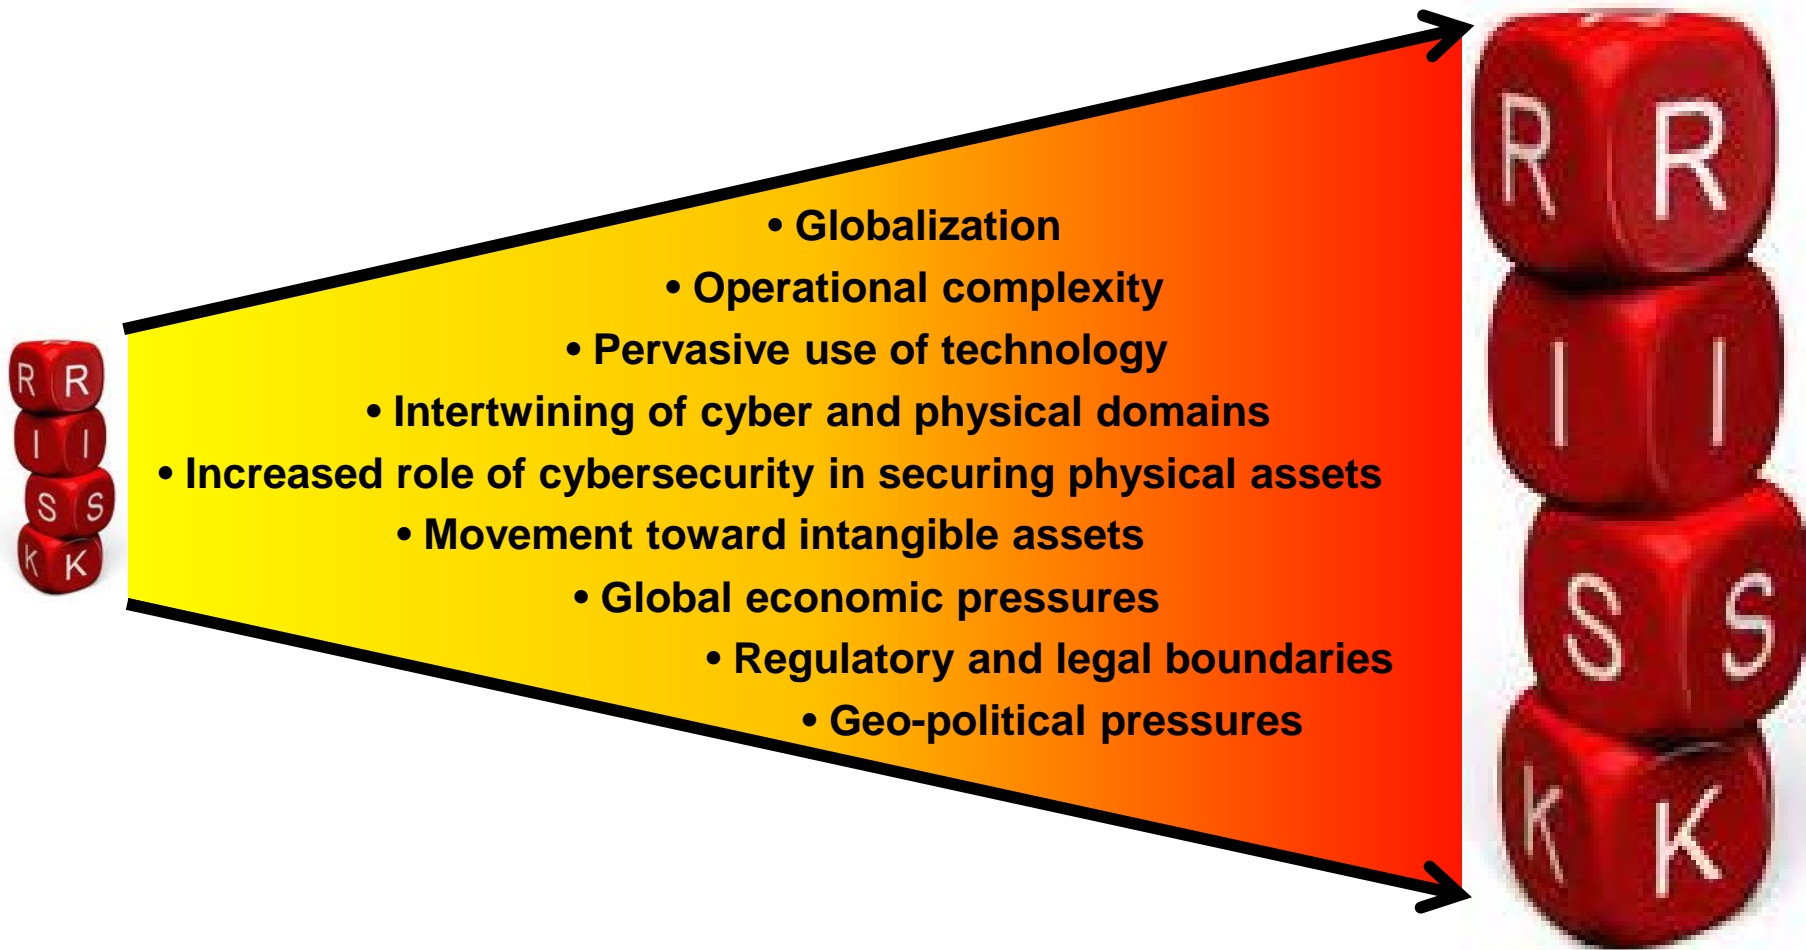 R R
I I
S S
K K
• Globalization
• Operational complexity
• Pervasive use of technology
• Intertwining of cyber and physical domains
• Increased role of cybersecurity in securing physical assets
• Movement toward intangible assets
• Global economic pressures
• Regulatory and legal boundaries
• Geo-political pressures
R R
I I
S S
K K